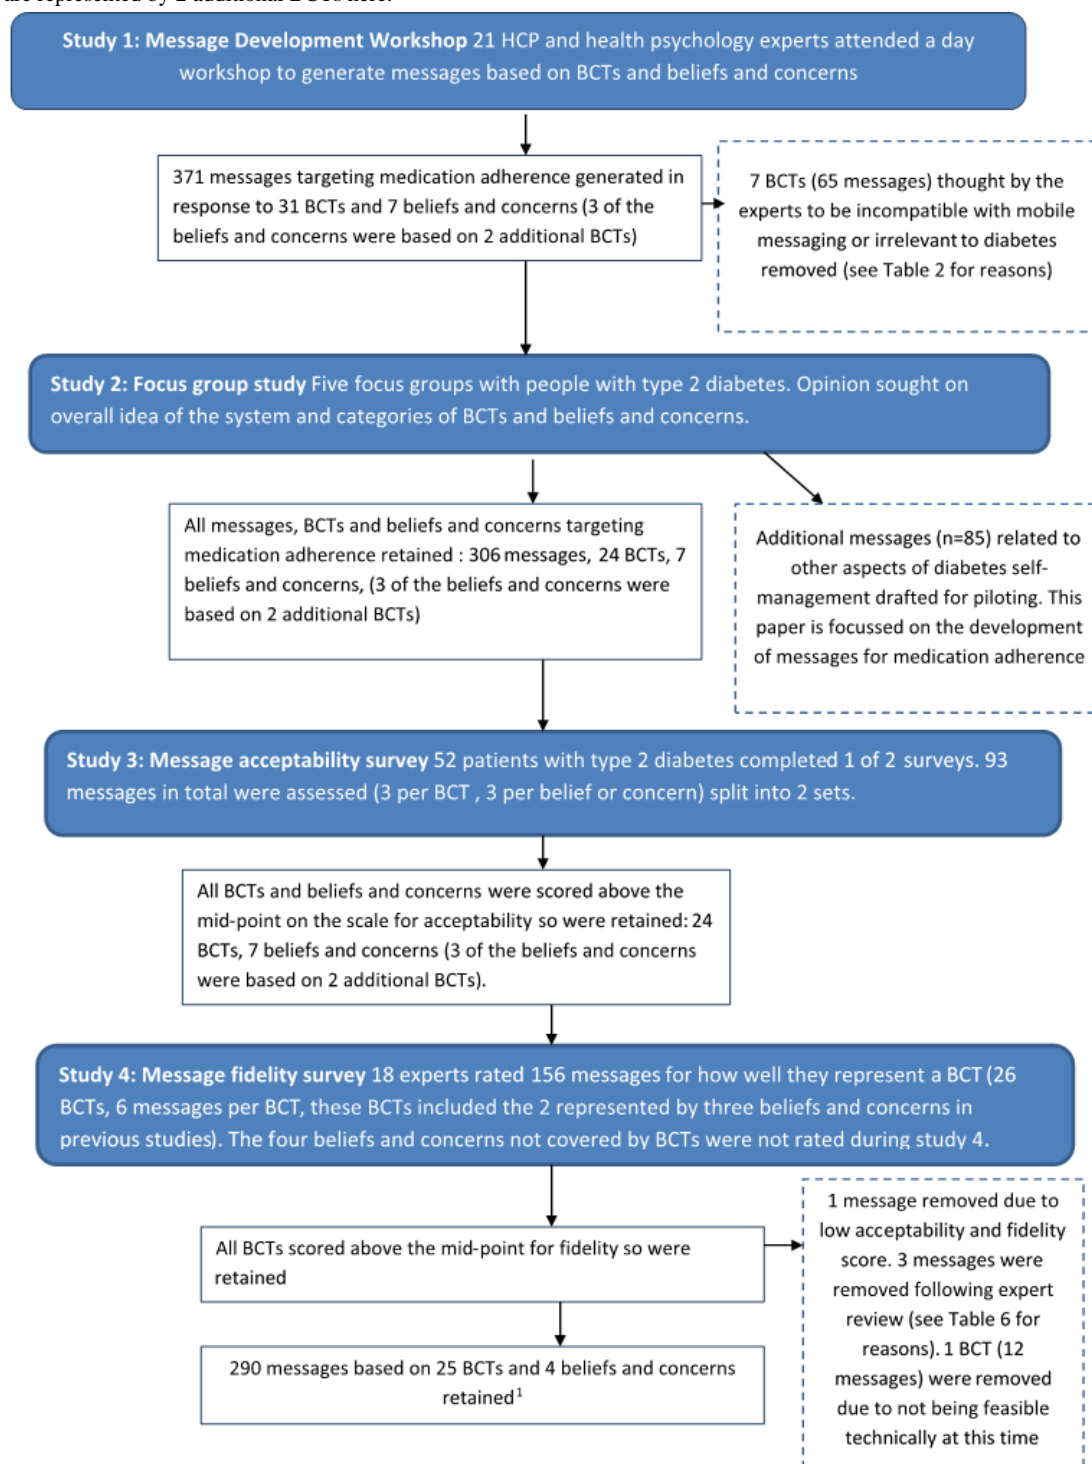 are represented by 2 additional BCTs here.
Study 1: Message Development Workshop 21 HCP and health psychology experts attended a day
workshop to generate messages based on BCTs and beliefs and concerns
371 messages targeting medication adherence generated in
response to 31 BCTs and 7 beliefs and concerns (3 of the
beliefs and concerns were based on 2 additional BCTs)
7 BCTs (65 messages) thought by the
experts to be incompatible with mobile
messaging or irrelevant to diabetes
removed (see Table 2 for reasons)
Study 2: Focus group study Five focus groups with people with type 2 diabetes. Opinion sought on
overall idea of the system and categories of BCTs and beliefs and concerns.
All messages, BCTs and beliefs and concerns targeting
medication adherence retained : 306 messages, 24 BCTs, 7
beliefs and concerns, (3 of the beliefs and concerns were
based on 2 additional BCTs)
Additional messages (n=85) related to
other aspects of diabetes self-
management drafted for piloting. This
paper is focussed on the development
of messages for medication adherence
Study 3: Message acceptability survey 52 patients with type 2 diabetes completed 1 of 2 surveys. 93
messages in total were assessed (3 per BCT , 3 per belief or concern) split into 2 sets.
All BCTs and beliefs and concerns were scored above the
mid-point on the scale for acceptability so were retained: 24
BCTs, 7 beliefs and concerns (3 of the beliefs and concerns
were based on 2 additional BCTs).
Study 4: Message fidelity survey 18 experts rated 156 messages for how well they represent a BCT (26
BCTs, 6 messages per BCT, these BCTs included the 2 represented by three beliefs and concerns in
previous studies). The four beliefs and concerns not covered by BCTs were not rated during study 4.
All BCTs scored above the mid-point for fidelity so were
retained
1 message removed due to
low acceptability and fidelity
score. 3 messages were
removed following expert
review (see Table 6 for
reasons). 1 BCT (12
messages) were removed
due to not being feasible
technically at this time
290 messages based on 25 BCTs and 4 beliefs and concerns
retained¹